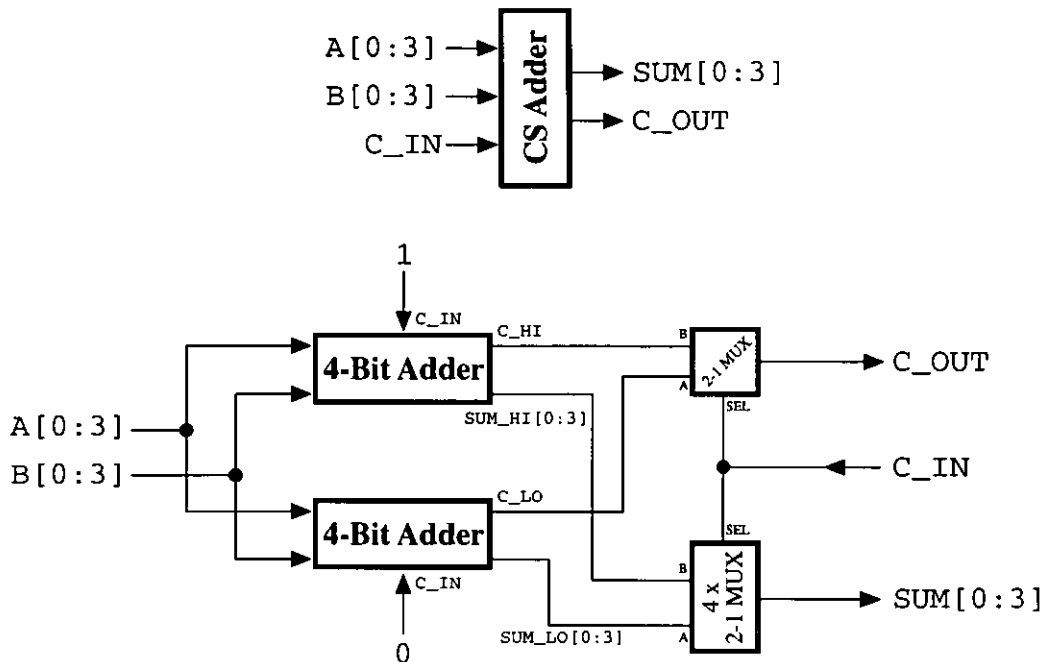 A[0:3]
B[0:3]
C_IN
CS Adder
SUM[0:3]
C_OUT
1
C_IN
4-Bit Adder
C_HI
SUM_HI[0:3]
B
A
2-1 MUX
SEL
C_OUT
A[0:3]
B[0:3]
C_IN
4-Bit Adder
C_LO
C_IN
0
SUM_LO[0:3]
SEL
B
A
4 x
2-1 MUX
SUM[0:3]